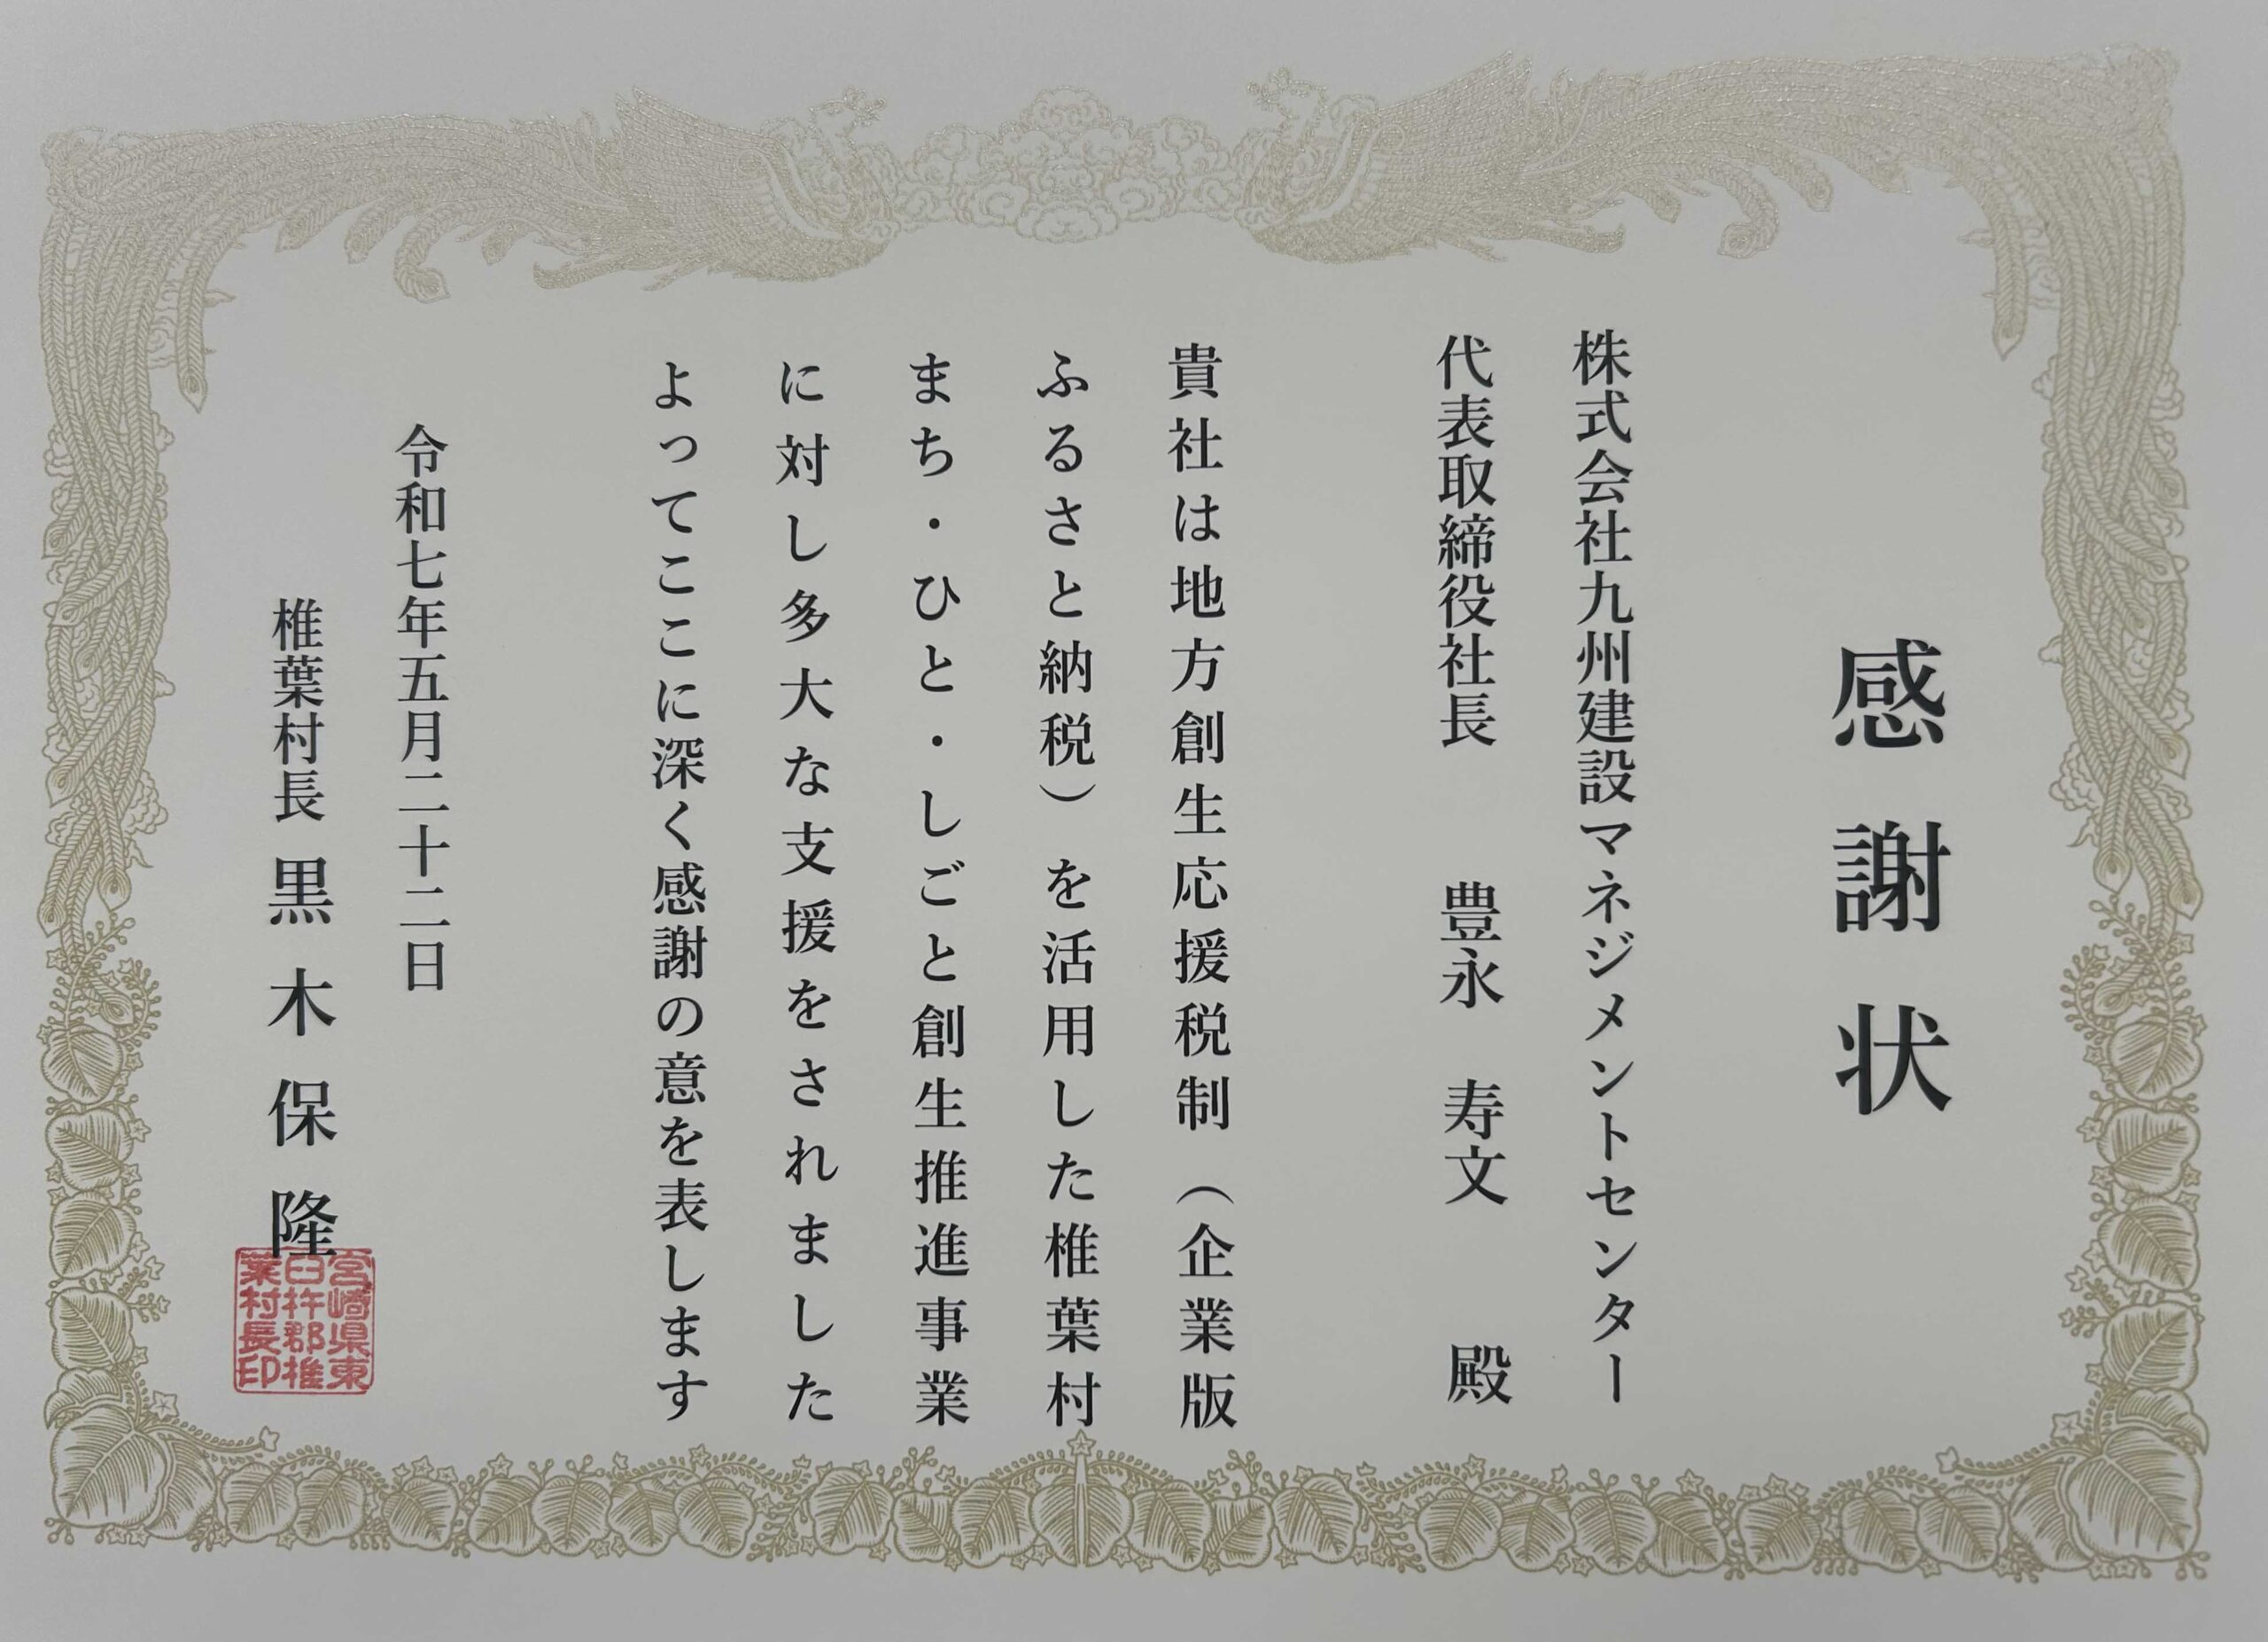 感謝状
株式会社九州建設マネジメントセンター
代表取締役社長 豊永 寿文 殿
貴社は地方創生応援税制（企業版
ふるさと納税）を活用した椎葉村
まち・ひと・しごと創生推進事業
に対し多大な支援をされました
よってここに深く感謝の意を表します
令和七年五月二十二日
椎葉村長 黒木保隆
宮崎県東
臼杵郡椎
葉村長印